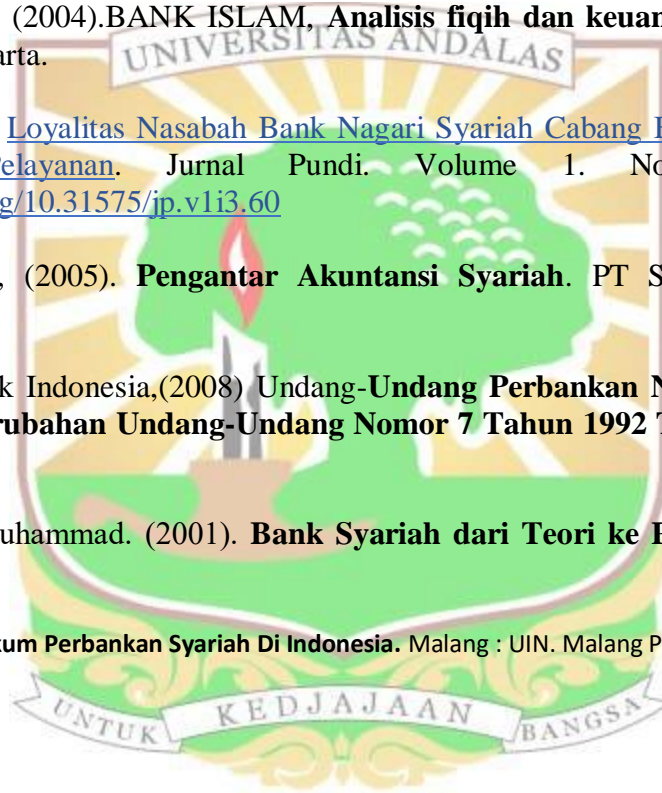 (2004).BANK ISLAM, Analisis fiqih dan keuan
arta.
UNIVERSITAS ANDALAS
Loyalitas Nasabah Bank Nagari Syariah Cabang
Pelayanan. Jurnal Pundi. Volume 1. No
g/10.31575/jp.v1i3.60
, (2005). Pengantar Akuntansi Syariah. PT S
k Indonesia,(2008) Undang-Undang Perbankan N
rubahan Undang-Undang Nomor 7 Tahun 1992 T
uhammad. (2001). Bank Syariah dari Teori ke
kum Perbankan Syariah Di Indonesia. Malang : UIN. Malang P
UNTUK KEDJAJAAN BANGSA